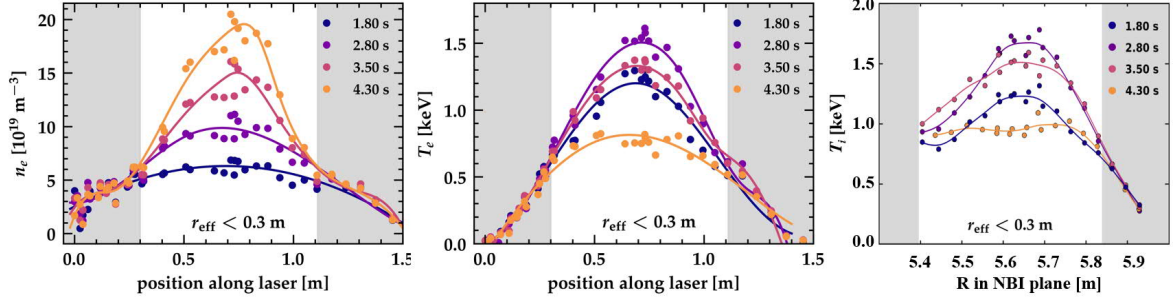 n_e [10^19 m^-3]
20
15
10
5
0
1.80 s
2.80 s
3.50 s
4.30 s
r_eff < 0.3 m
0.0 0.5 1.0 1.5
position along laser [m]
T_e [keV]
1.5
1.0
0.5
0.0
1.80 s
2.80 s
3.50 s
4.30 s
r_eff < 0.3 m
0.0 0.5 1.0 1.5
position along laser [m]
T_i [keV]
2.0
1.5
1.0
0.5
0.0
1.80 s
2.80 s
3.50 s
4.30 s
r_eff < 0.3 m
5.4 5.5 5.6 5.7 5.8 5.9
R in NBI plane [m]